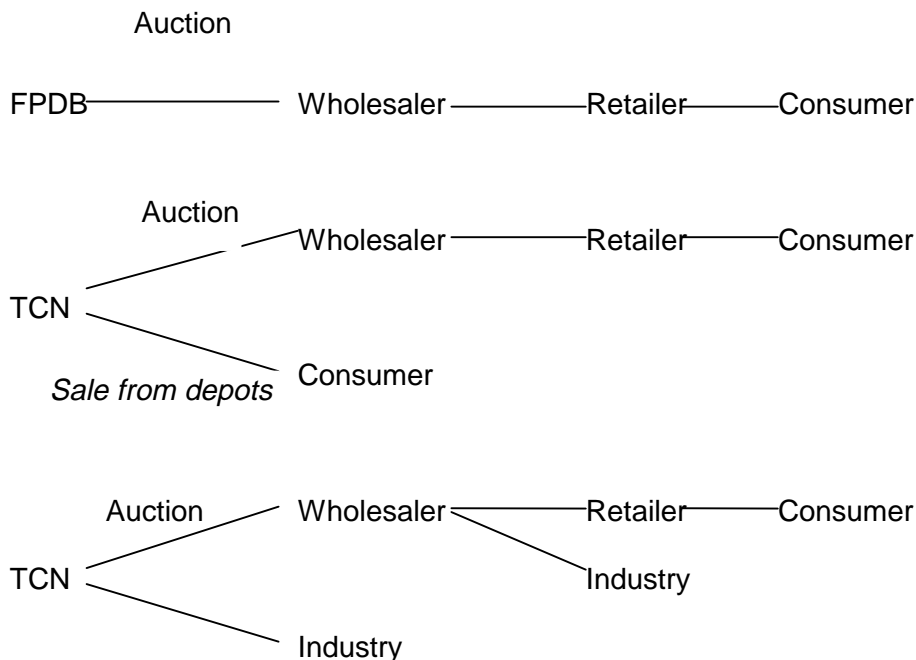 Auction
FPDB Wholesaler Retailer Consumer
Auction
Wholesaler Retailer Consumer
TCN
Consumer
Sale from depots
Auction Wholesaler Retailer Consumer
TCN Industry
Industry